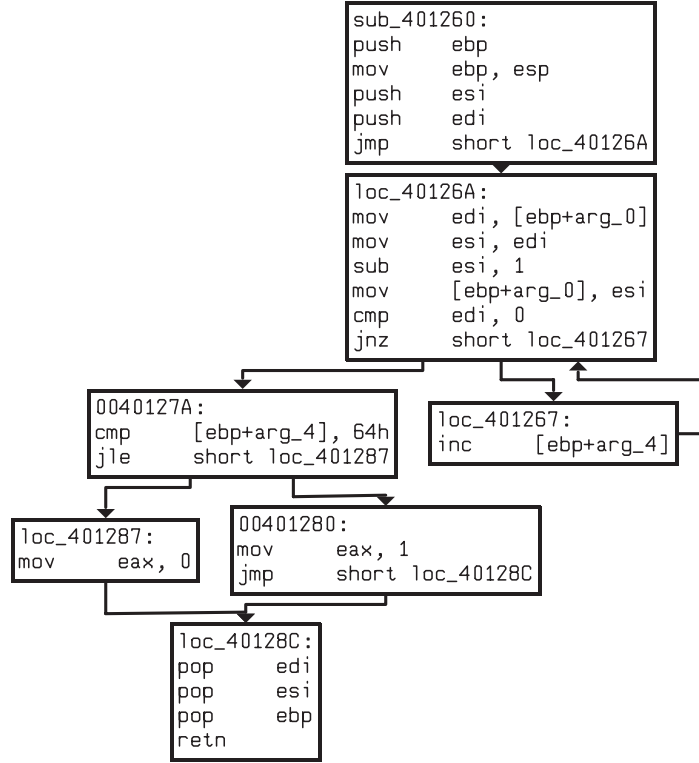 sub_401260:
push ebp
mov ebp, esp
push esi
push edi
jmp short loc_40126A
loc_40126A:
mov edi, [ebp+arg_0]
mov esi, edi
sub esi, 1
mov [ebp+arg_0], esi
cmp edi, 0
jnz short loc_401267
0040127A:
cmp [ebp+arg_4], 64h
jle short loc_401287
loc_401267:
inc [ebp+arg_4]
loc_401287:
mov eax, 0
00401280:
mov eax, 1
jmp short loc_40128C
loc_40128C:
pop edi
pop esi
pop ebp
retn